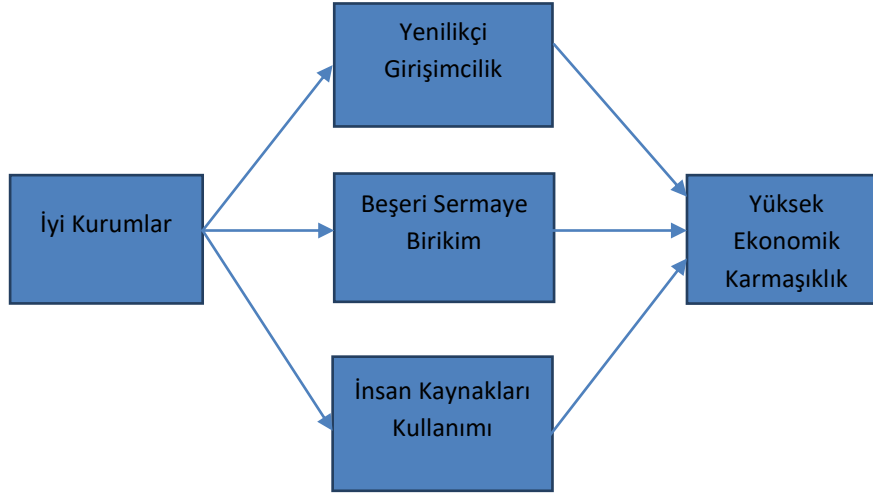 Yenilikçi
Girişimcilik
İyi Kurumlar
Beşeri Sermaye
Birikim
Yüksek
Ekonomik
Karmaşıklık
İnsan Kaynakları
Kullanımı